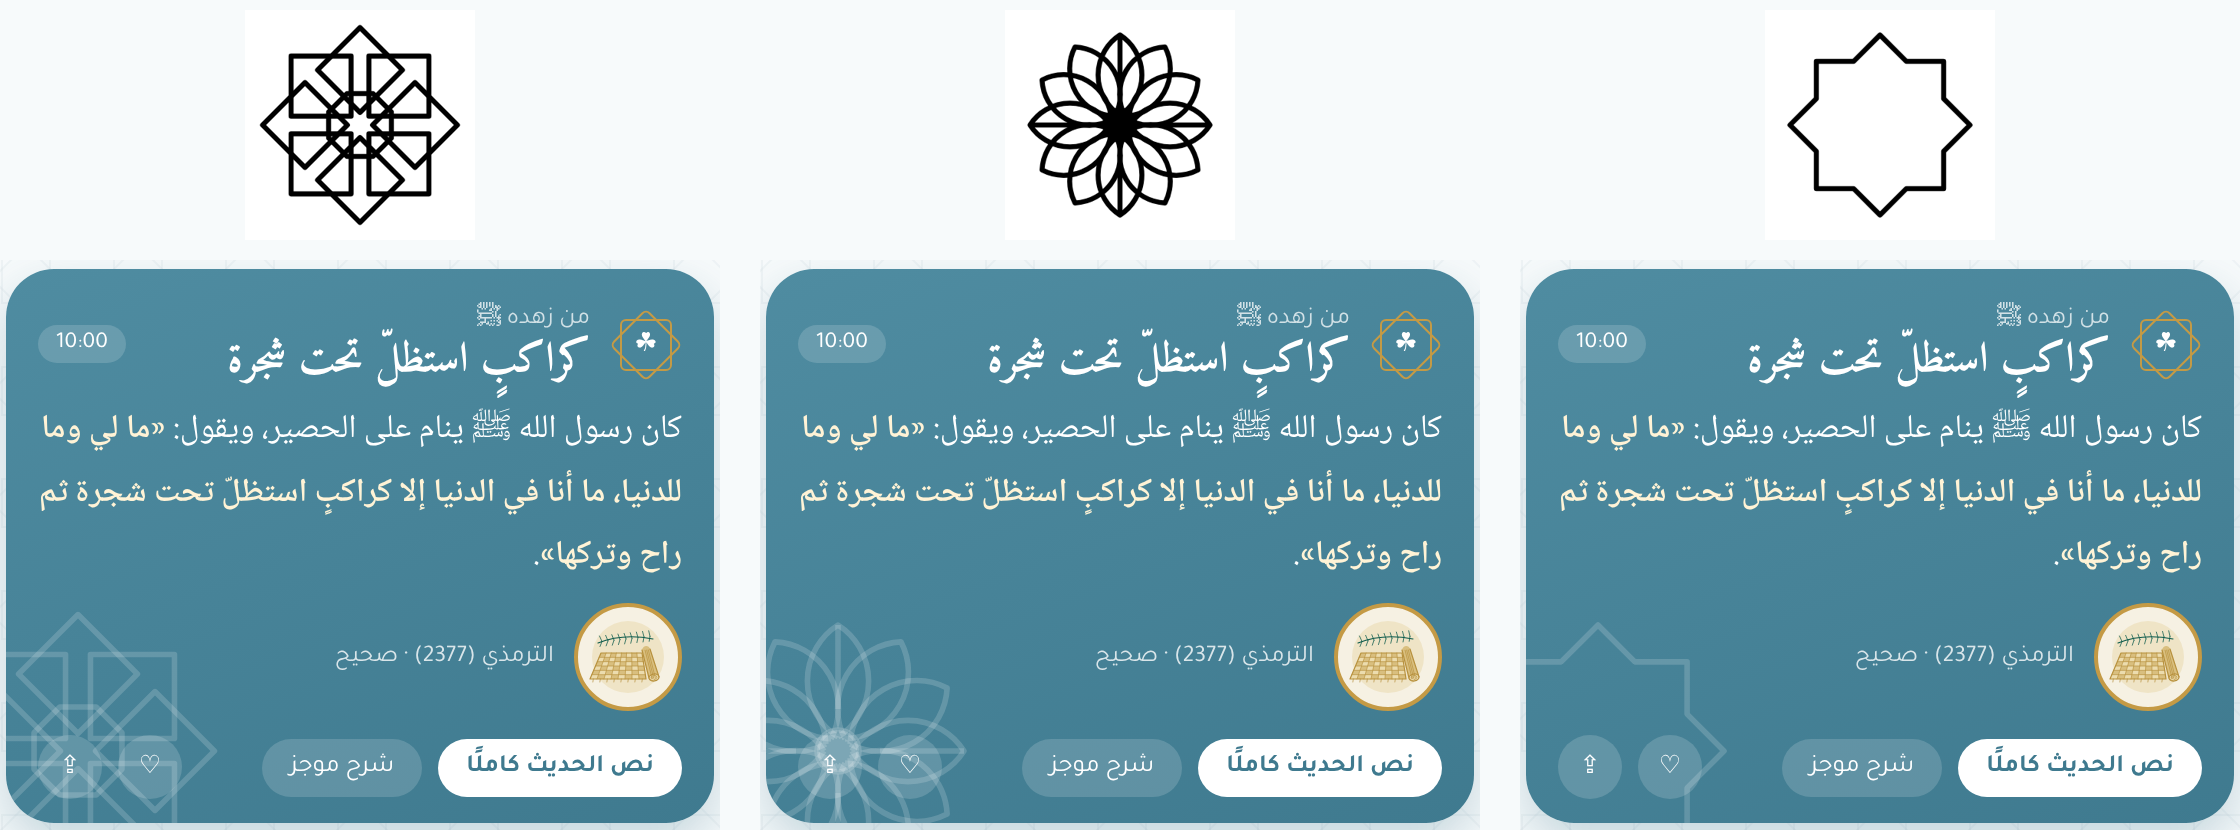 من زهده ﷺ
كراكبٍ استظلّ تحت شجرة
10:00
كان رسول الله ﷺ ينام على الحصير، ويقول: «ما لي وما
للدنيا، ما أنا في الدنيا إلا كراكبٍ استظلّ تحت شجرة ثم
راح وتركها».
الترمذي (2377) · صحيح
نص الحديث كاملًا
شرح موجز
من زهده ﷺ
كراكبٍ استظلّ تحت شجرة
10:00
كان رسول الله ﷺ ينام على الحصير، ويقول: «ما لي وما
للدنيا، ما أنا في الدنيا إلا كراكبٍ استظلّ تحت شجرة ثم
راح وتركها».
الترمذي (2377) · صحيح
نص الحديث كاملًا
شرح موجز
من زهده ﷺ
كراكبٍ استظلّ تحت شجرة
10:00
كان رسول الله ﷺ ينام على الحصير، ويقول: «ما لي وما
للدنيا، ما أنا في الدنيا إلا كراكبٍ استظلّ تحت شجرة ثم
راح وتركها».
الترمذي (2377) · صحيح
نص الحديث كاملًا
شرح موجز